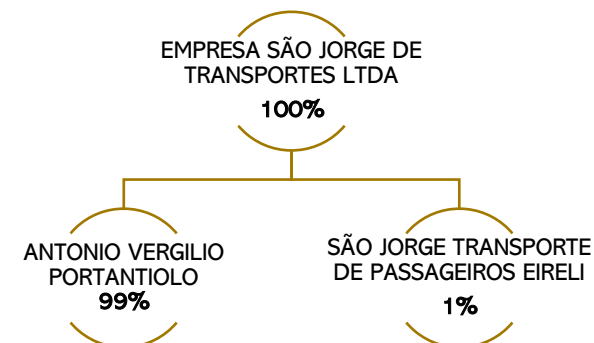 EMPRESA SÃO JORGE DE
TRANSPORTES LTDA
100%
ANTONIO VERGILIO
PORTANTIOLO
99%
SÃO JORGE TRANSPORTE
DE PASSAGEIROS EIRELI
1%